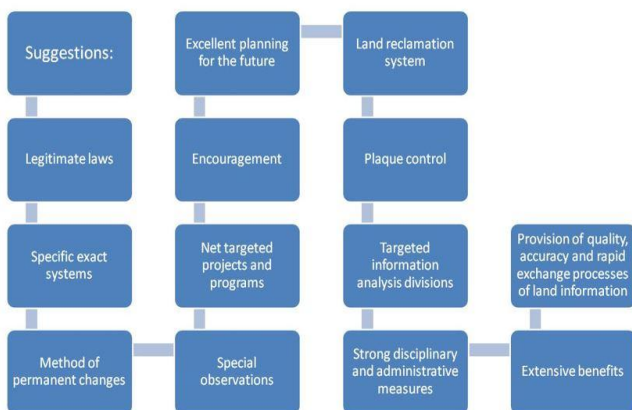 Suggestions:
Legitimate laws
Specific exact
systems
Method of
permanent changes
Special
observations
Net targeted
projects and
programs
Encouragement
Excellent planning
for the future
Land reclamation
system
Plaque control
Targeted
information
analysis divisions
Strong disciplinary
and administrative
measures
Extensive benefits
Provision of quality,
accuracy and rapid
exchange processes
of land information